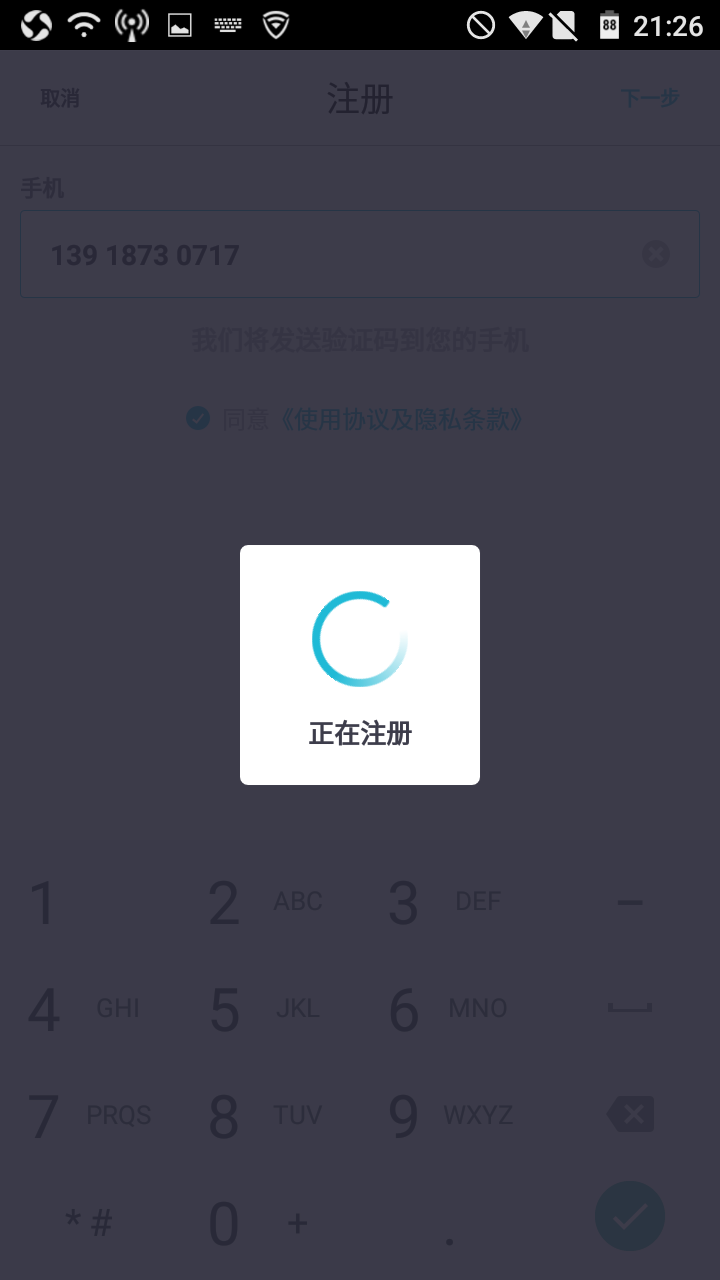 88 21:26
取消 注册 下一步
手机
139 1873 0717
我们将发送验证码到您的手机
同意《使用协议及隐私条款》
正在注册
1 2 ABC 3 DEF –
4 GHI 5 JKL 6 MNO
7 PRQS 8 TUV 9 WXYZ
* # 0 + .